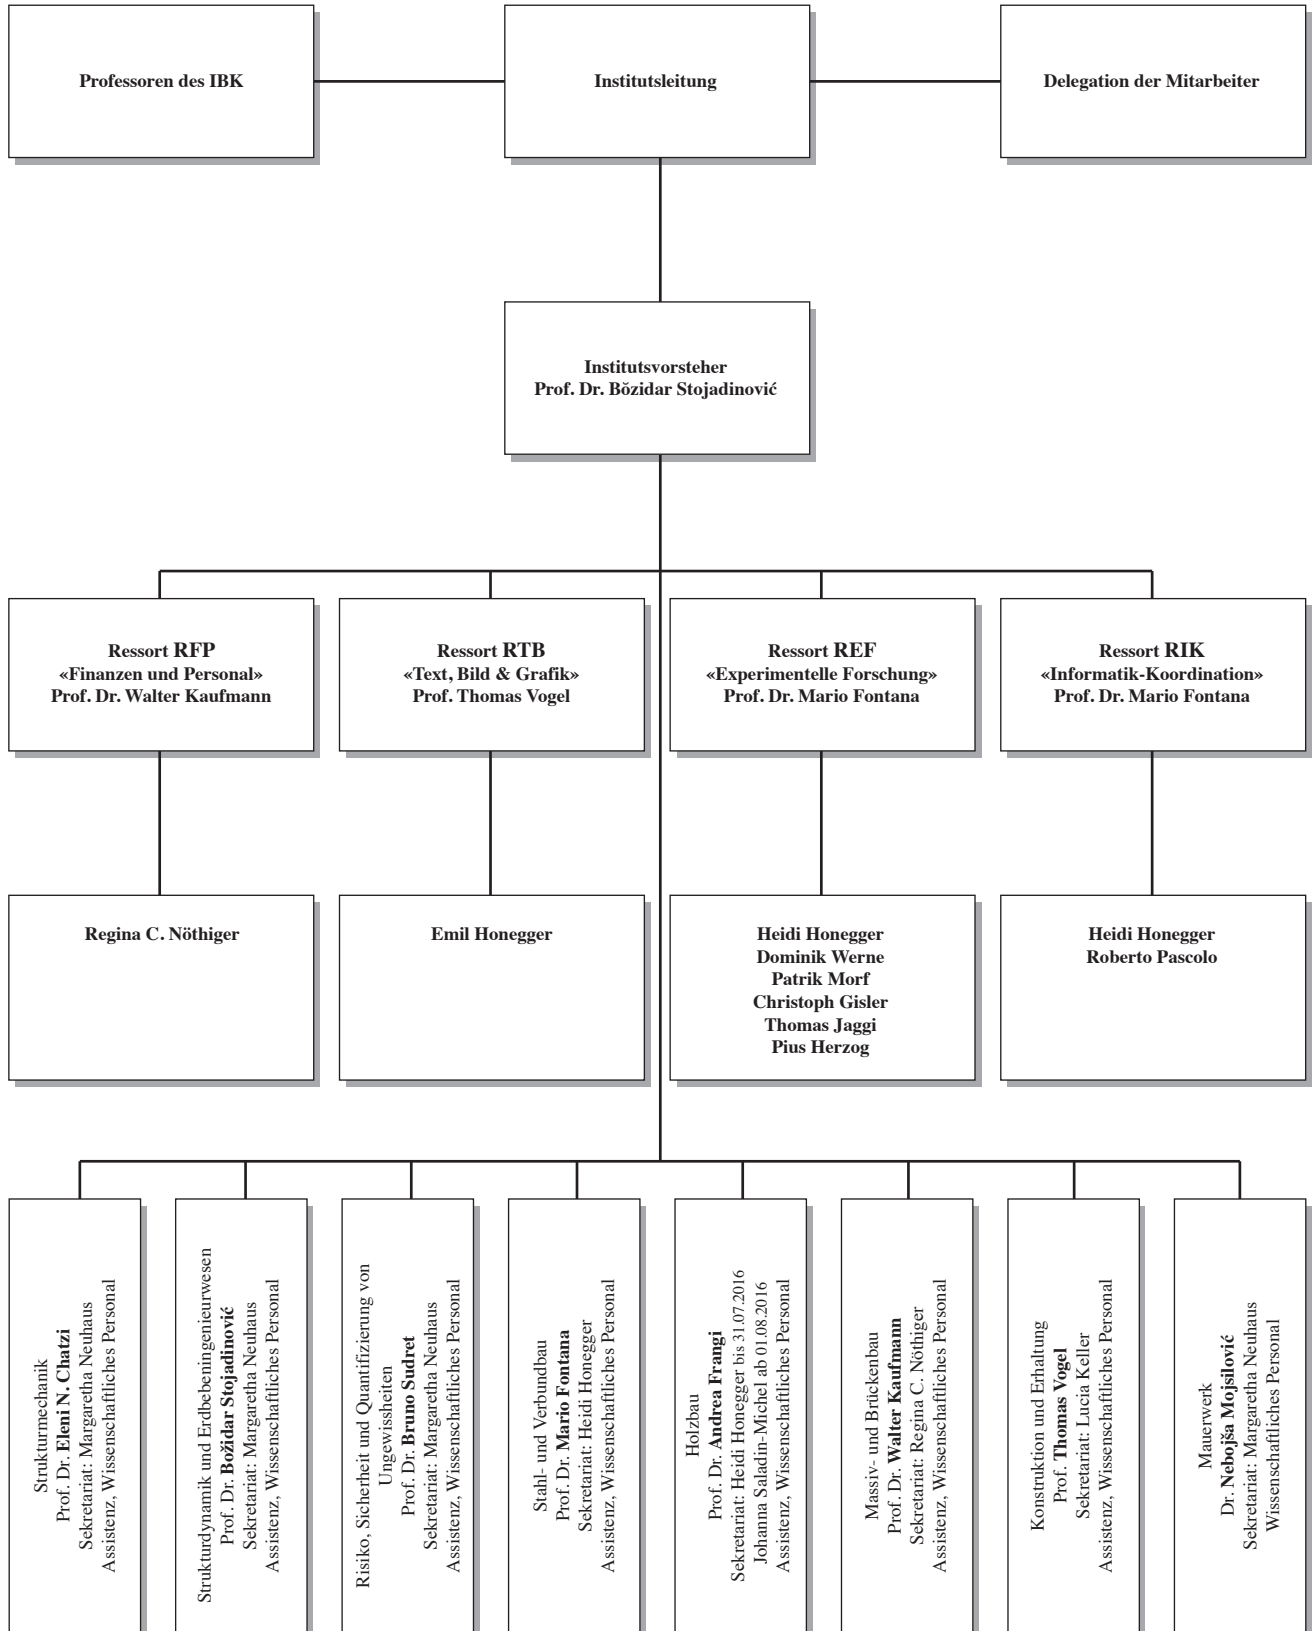 Professoren des IBK
Institutsleitung
Delegation der Mitarbeiter
Institutsvorsteher
Prof. Dr. Bŏzidar Stojadinović
Ressort RFP
«Finanzen und Personal»
Prof. Dr. Walter Kaufmann
Ressort RTB
«Text, Bild & Grafik»
Prof. Thomas Vogel
Ressort REF
«Experimentelle Forschung»
Prof. Dr. Mario Fontana
Ressort RIK
«Informatik-Koordination»
Prof. Dr. Mario Fontana
Regina C. Nöthiger
Emil Honegger
Heidi Honegger
Dominik Werne
Patrik Morf
Christoph Gisler
Thomas Jaggi
Pius Herzog
Heidi Honegger
Roberto Pascolo
Strukturmechanik
Prof. Dr. Eleni N. Chatzi
Sekretariat: Margaretha Neuhaus
Assistenz, Wissenschaftliches Personal
Strukturdynamik und Erdbebeningenieurwesen
Prof. Dr. Božidar Stojadinović
Sekretariat: Margaretha Neuhaus
Assistenz, Wissenschaftliches Personal
Risiko, Sicherheit und Quantifizierung von
Ungewissheiten
Prof. Dr. Bruno Sudret
Sekretariat: Margaretha Neuhaus
Assistenz, Wissenschaftliches Personal
Stahl- und Verbundbau
Prof. Dr. Mario Fontana
Sekretariat: Heidi Honegger
Assistenz, Wissenschaftliches Personal
Holzbau
Prof. Dr. Andrea Frangi
Sekretariat: Heidi Honegger bis 31.07.2016
Johanna Saladin-Michel ab 01.08.2016
Assistenz, Wissenschaftliches Personal
Massiv- und Brückenbau
Prof. Dr. Walter Kaufmann
Sekretariat: Regina C. Nöthiger
Assistenz, Wissenschaftliches Personal
Konstruktion und Erhaltung
Prof. Thomas Vogel
Sekretariat: Lucia Keller
Assistenz, Wissenschaftliches Personal
Mauerwerk
Dr. Nebojša Mojsilović
Sekretariat: Margaretha Neuhaus
Wissenschaftliches Personal